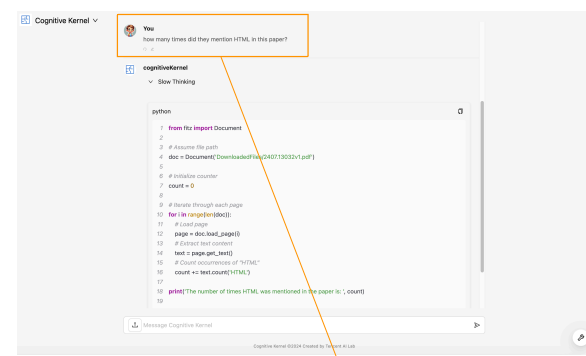 Cognitive Kernel
You
how many times did they mention HTML in this paper?
cognitiveKernel
Slow Thinking
python
1 from fitz import Document
2
3 # Assume file path
4 doc = Document('DownloadedFiles/2407.13032v1.pdf')
5
6 # Initialize counter
7 count = 0
8
9 # Iterate through each page
10 for i in range(len(doc)):
11 # Load page
12 page = doc.load_page(i)
13 # Extract text content
14 text = page.get_text()
15 # Count occurrences of "HTML"
16 count += text.count('HTML')
17
18 print('The number of times HTML was mentioned in the paper is: ', count)
19
Message Cognitive Kernel
Cognitive Kernel ©2024 Created by Tencent AI Lab